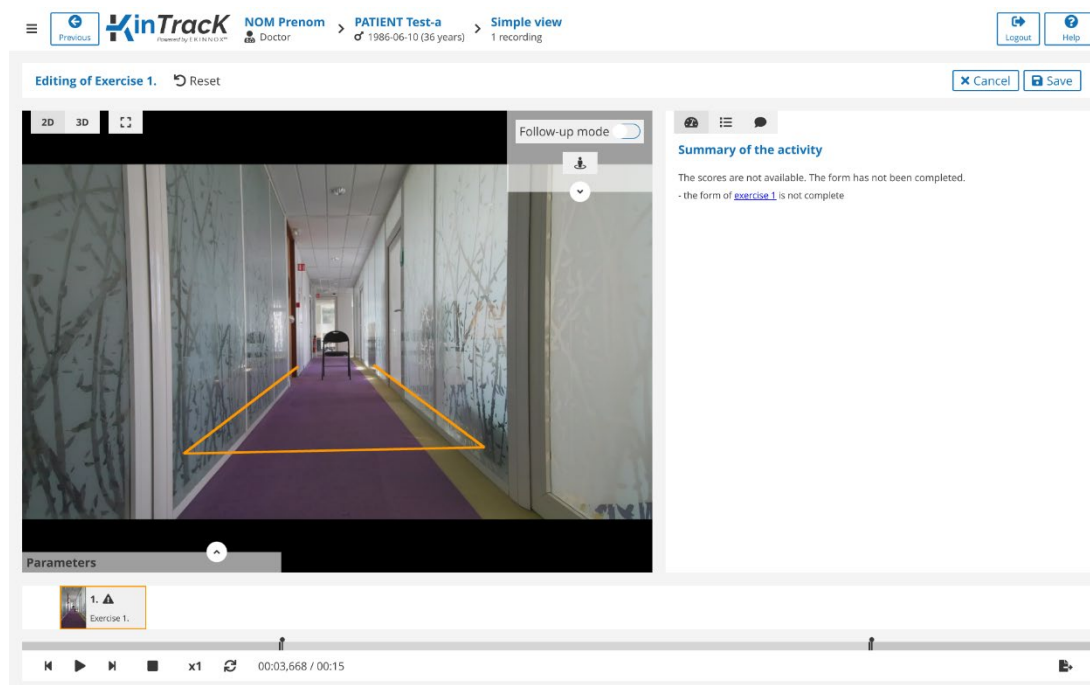 Previous
KinTracK
Powered by EKINNOX
NOM Prenom
Doctor
PATIENT Test-a
1986-06-10 (36 years)
Simple view
1 recording
Logout
Help
Editing of Exercise 1.
Reset
Cancel
Save
2D 3D
Follow-up mode
Summary of the activity
The scores are not available. The form has not been completed.
- the form of exercise 1 is not complete
Parameters
1.
Exercise 1.
x1
00:03,668 / 00:15